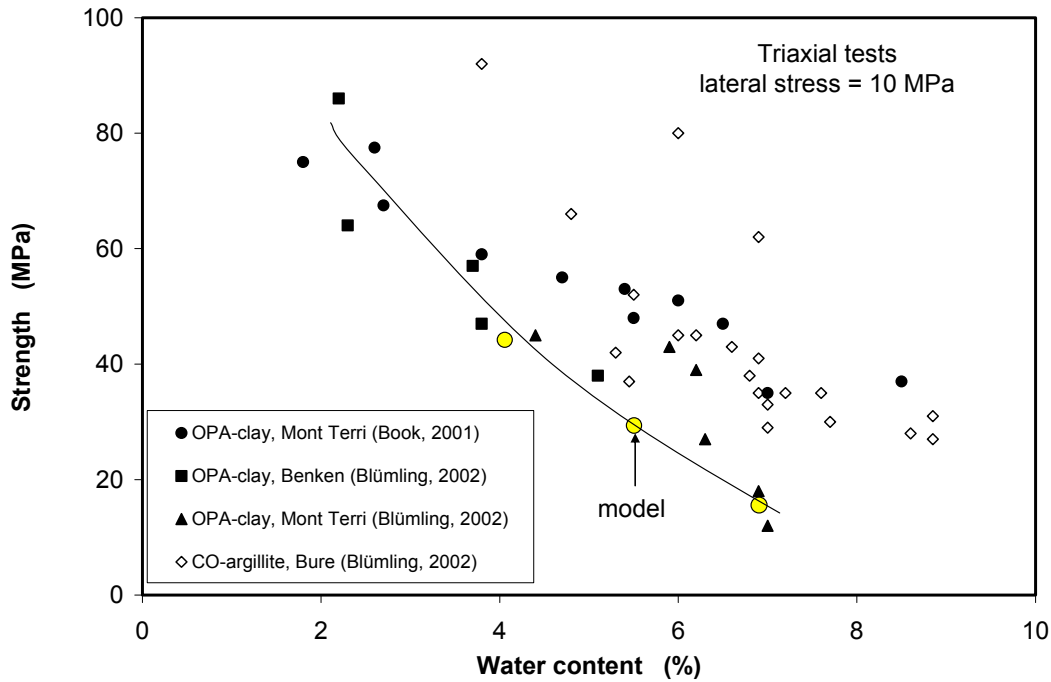 100
80
60
40
20
0
Strength (MPa)
Triaxial tests
lateral stress = 10 MPa
OPA-clay, Mont Terri (Book, 2001)
OPA-clay, Benken (Blümling, 2002)
OPA-clay, Mont Terri (Blümling, 2002)
CO-argillite, Bure (Blümling, 2002)
model
0 2 4 6 8 10
Water content (%)